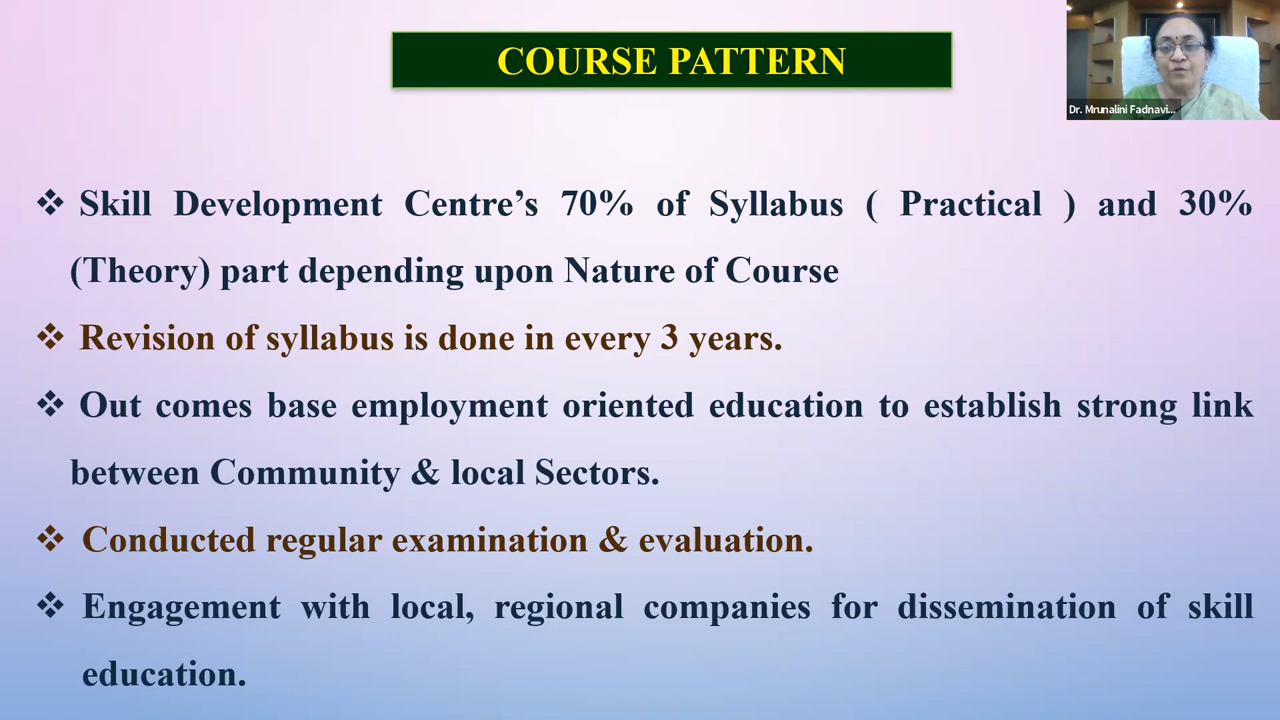 COURSE PATTERN
Dr. Mrunalini Fadnavi...
❖ Skill Development Centre’s 70% of Syllabus ( Practical ) and 30%
(Theory) part depending upon Nature of Course
❖ Revision of syllabus is done in every 3 years.
❖ Out comes base employment oriented education to establish strong link
between Community & local Sectors.
❖ Conducted regular examination & evaluation.
❖ Engagement with local, regional companies for dissemination of skill
education.